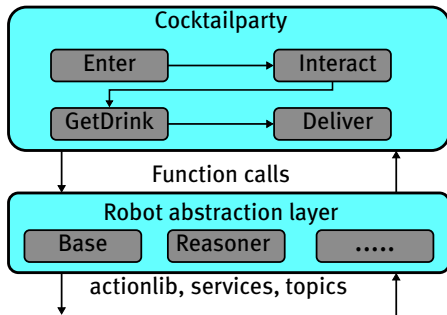 Cocktailparty
Enter Interact
GetDrink Deliver
Function calls
Robot abstraction layer
Base Reasoner .....
actionlib, services, topics